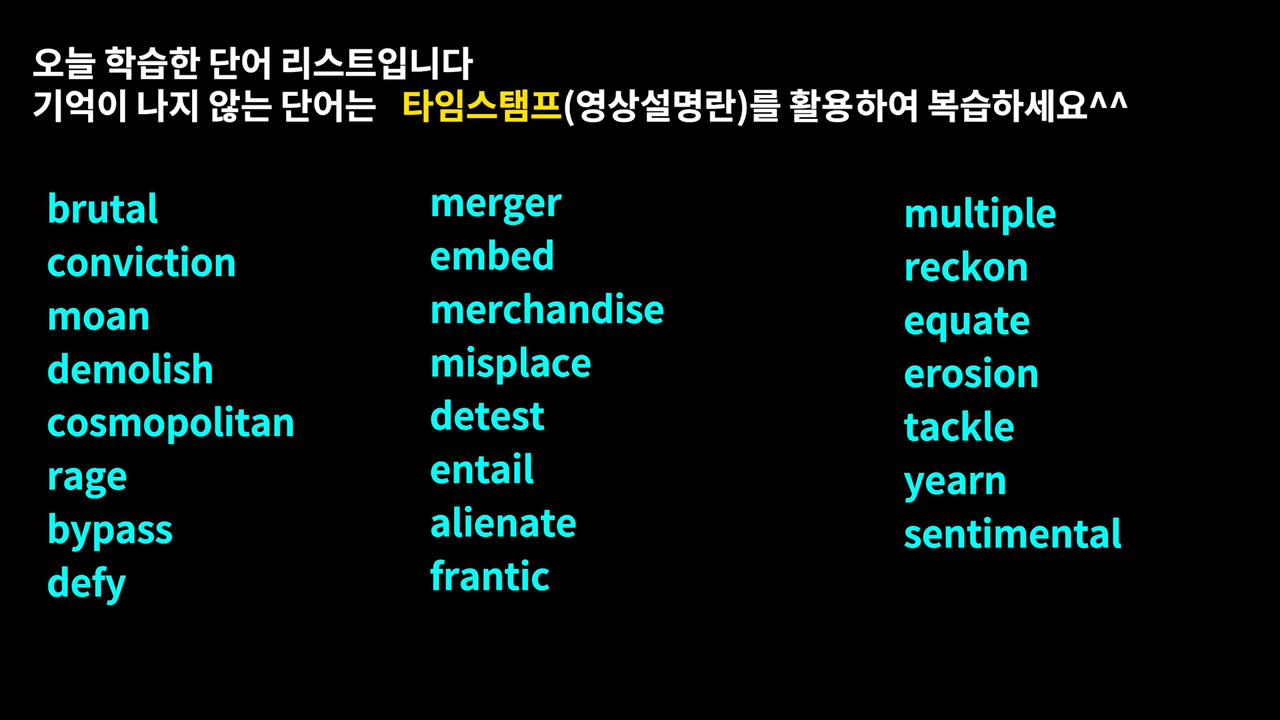 오늘 학습한 단어 리스트입니다
기억이 나지 않는 단어는 타임스탬프(영상설명란)를 활용하여 복습하세요^^
brutal
conviction
moan
demolish
cosmopolitan
rage
bypass
defy
merger
embed
merchandise
misplace
detest
entail
alienate
frantic
multiple
reckon
equate
erosion
tackle
yearn
sentimental